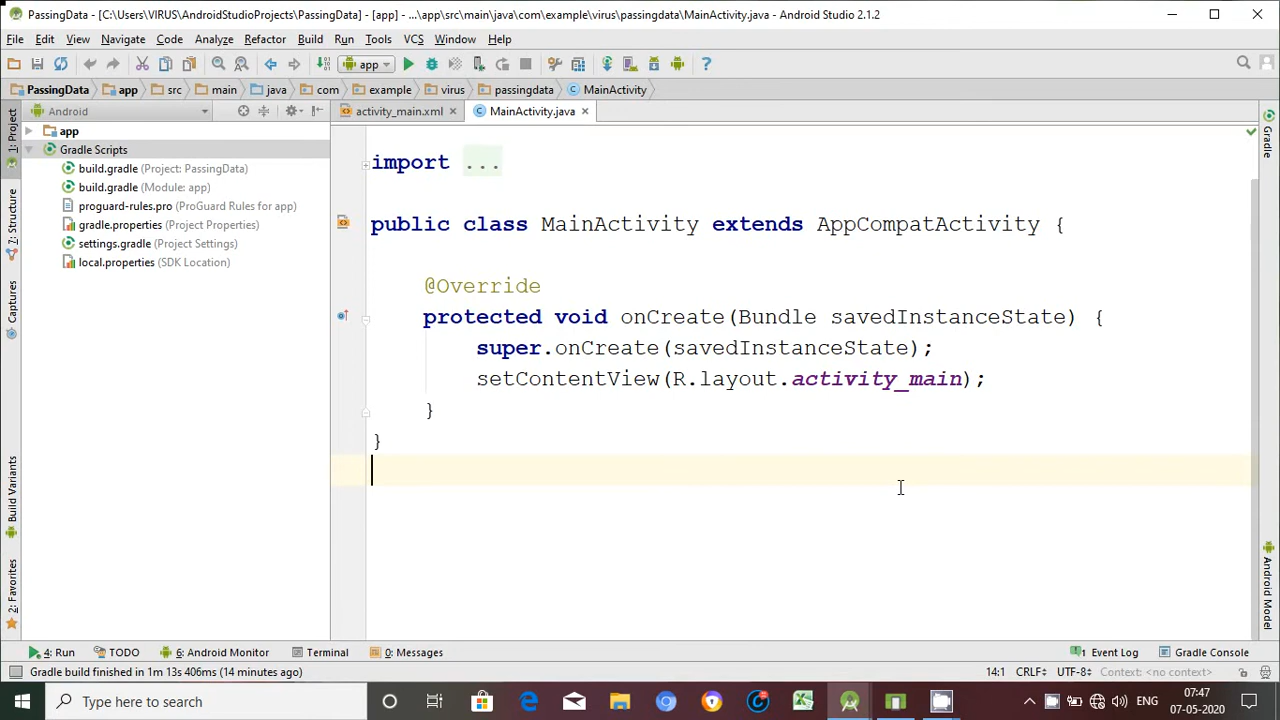 PassingData - [C:\Users\VIRUS\AndroidStudioProjects\PassingData] - [app] - ...\app\src\main\java\com\example\virus\passingdata\MainActivity.java - Android Studio 2.1.2
File Edit View Navigate Code Analyze Refactor Build Run Tools VCS Window Help
app
PassingData app src main java com example virus passingdata MainActivity
Android
activity_main.xml MainActivity.java
1: Project
7: Structure
Captures
Build Variants
2: Favorites
app
Gradle Scripts
build.gradle (Project: PassingData)
build.gradle (Module: app)
proguard-rules.pro (ProGuard Rules for app)
gradle.properties (Project Properties)
settings.gradle (Project Settings)
local.properties (SDK Location)
import ...
public class MainActivity extends AppCompatActivity {
@Override
protected void onCreate(Bundle savedInstanceState) {
super.onCreate(savedInstanceState);
setContentView(R.layout.activity_main);
}
}
Gradle
Android Model
4: Run TODO 6: Android Monitor Terminal 0: Messages 1 Event Log Gradle Console
Gradle build finished in 1m 13s 406ms (14 minutes ago) 14:1 CRLF UTF-8 Context: <no context>
Type here to search ENG 07:47
07-05-2020